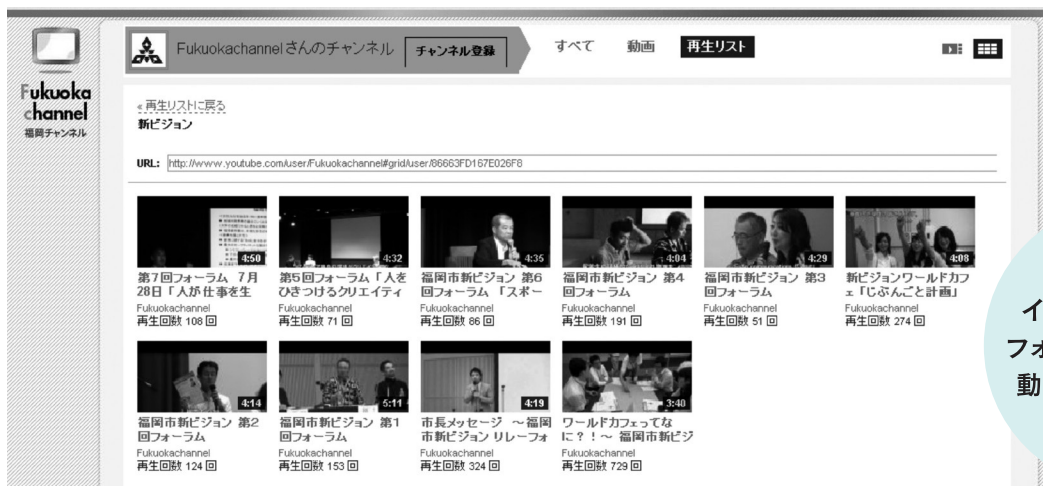 Fukuoka
channel
福岡チャンネル
Fukuokachannelさんのチャンネル
チャンネル登録
すべて
動画
再生リスト
« 再生リストに戻る
新ビジョン
URL: http://www.youtube.com/user/Fukuokachannel#grid/user/86663FD167E026F8
4:50
第7回フォーラム 7月
28日「人が仕事を生
Fukuokachannel
再生回数 108 回
4:32
第5回フォーラム「人を
ひきつけるクリエイティ
Fukuokachannel
再生回数 71 回
4:35
福岡市新ビジョン 第6
回フォーラム 「スポー
Fukuokachannel
再生回数 86 回
4:04
福岡市新ビジョン 第4
回フォーラム
Fukuokachannel
再生回数 191 回
4:29
福岡市新ビジョン 第3
回フォーラム
Fukuokachannel
再生回数 51 回
4:08
新ビジョンワールドカフ
ェ「じぶんごと計画」
Fukuokachannel
再生回数 274 回
4:14
福岡市新ビジョン 第2
回フォーラム
Fukuokachannel
再生回数 124 回
5:11
福岡市新ビジョン 第1
回フォーラム
Fukuokachannel
再生回数 153 回
4:19
市長メッセージ ~福岡
市新ビジョン リレーフォ
Fukuokachannel
再生回数 324 回
3:40
ワールドカフェってな
に?!~ 福岡市新ビジ
Fukuokachannel
再生回数 729 回
イ
フォ
動